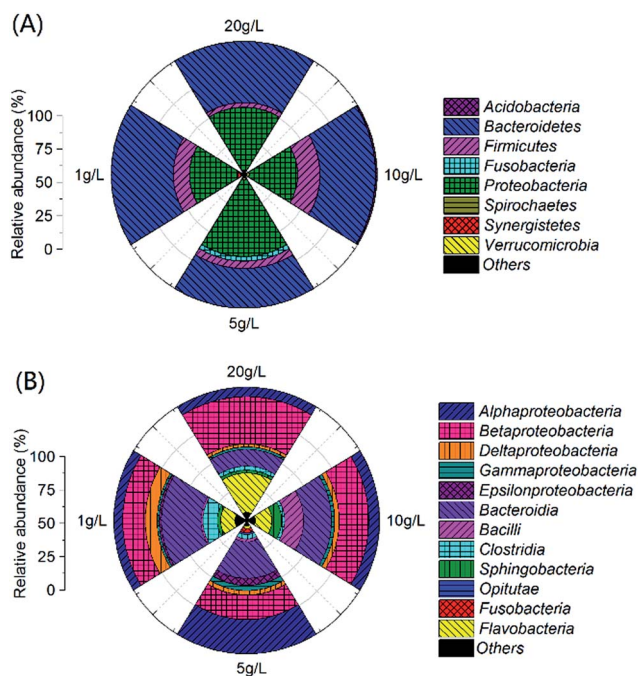 (A)
20g/L
Relative abundance (%)
100
75
50
25
0
1g/L
10g/L
5g/L
Acidobacteria
Bacteroidetes
Firmicutes
Fusobacteria
Proteobacteria
Spirochaetes
Synergistetes
Verrucomicrobia
Others
(B)
20g/L
Relative abundance (%)
100
75
50
25
0
1g/L
10g/L
5g/L
Alphaproteobacteria
Betaproteobacteria
Deltaproteobacteria
Gammaproteobacteria
Epsilonproteobacteria
Bacteroidia
Bacilli
Clostridia
Sphingobacteria
Opitutae
Fusobacteria
Flavobacteria
Others